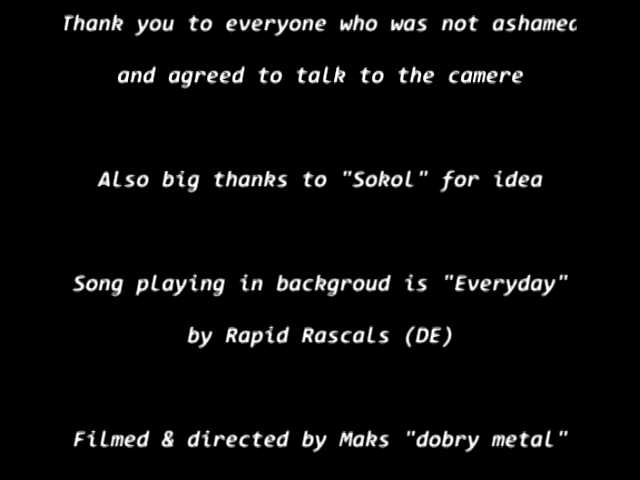 Thank you to everyone who was not ashamed
and agreed to talk to the camere
Also big thanks to "Sokol" for idea
Song playing in backgroud is "Everyday"
by Rapid Rascals (DE)
Filmed & directed by Maks "dobry metal"